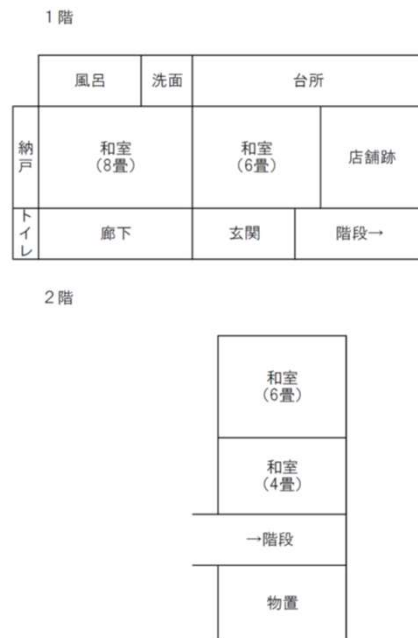 1階
風呂
洗面
台所
納戸
和室
(8畳)
和室
(6畳)
店舗跡
トイレ
廊下
玄関
階段→
2階
和室
(6畳)
和室
(4畳)
→階段
物置